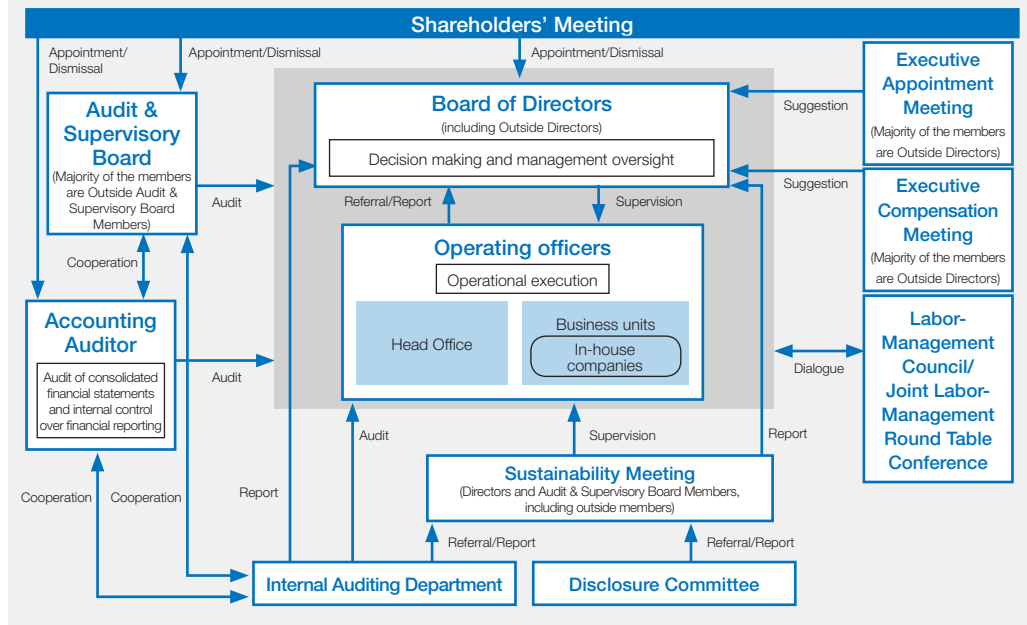 Shareholders' Meeting
Appointment/
Dismissal
Appointment/Dismissal
Appointment/Dismissal
Audit &
Supervisory
Board
(Majority of the members
are Outside Audit &
Supervisory Board
Members)
Audit
Board of Directors
(including Outside Directors)
Decision making and management oversight
Suggestion
Executive
Appointment
Meeting
(Majority of the members
are Outside Directors)
Suggestion
Executive
Compensation
Meeting
(Majority of the members
are Outside Directors)
Referral/Report
Supervision
Cooperation
Operating officers
Operational execution
Head Office
Business units
In-house
companies
Accounting
Auditor
Audit of consolidated
financial statements
and internal control
over financial reporting
Audit
Dialogue
Labor-
Management
Council/
Joint Labor-
Management
Round Table
Conference
Audit
Supervision
Report
Cooperation
Cooperation
Report
Sustainability Meeting
(Directors and Audit & Supervisory Board Members,
including outside members)
Referral/Report
Referral/Report
Internal Auditing Department
Disclosure Committee